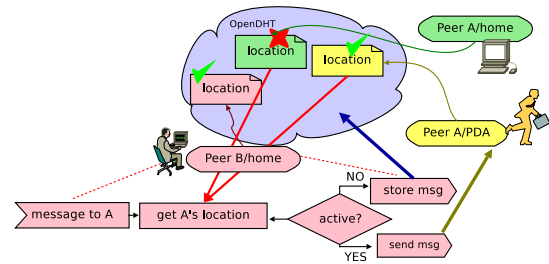 OpenDHT
Peer A/home
location
location
location
Peer A/PDA
Peer B/home
NO
store msg
message to A
get A's location
active?
YES
send msg